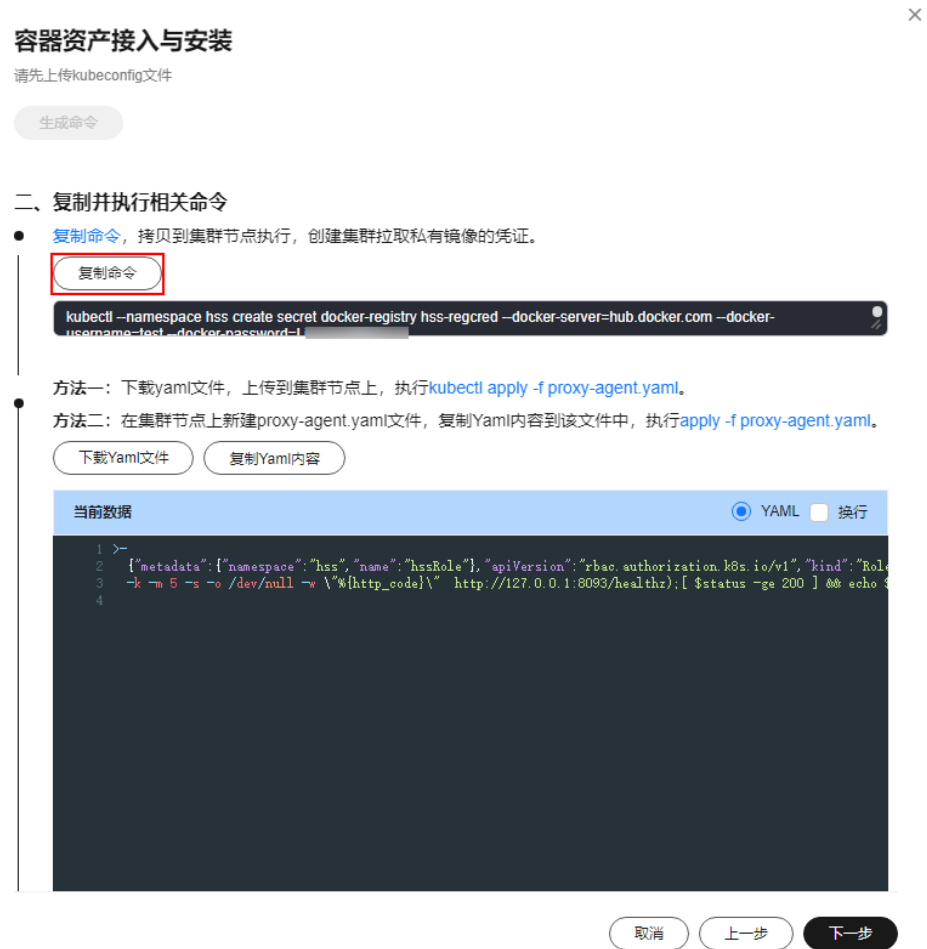 容器资产接入与安装
请先上传kubeconfig文件
生成命令
二、复制并执行相关命令
复制命令，拷贝到集群节点执行，创建集群拉取私有镜像的凭证。
复制命令
kubectl --namespace hss create secret docker-registry hss-regcred --docker-server=hub.docker.com --docker-
username=test --docker-password=
方法一：下载yaml文件，上传到集群节点上，执行kubectl apply -f proxy-agent.yaml。
方法二：在集群节点上新建proxy-agent.yaml文件，复制Yaml内容到该文件中，执行apply -f proxy-agent.yaml。
下载Yaml文件 复制Yaml内容
当前数据 YAML 换行
1 >-
2 {"metadata":{"namespace":"hss","name":"hssRole"},"apiVersion":"rbac.authorization.k8s.io/v1","kind":"Role
3 -k -m 5 -s -o /dev/null -w \"%{http_code}\" http://127.0.0.1:8093/healthz);[ $status -ge 200 ] && echo $
4
取消 上一步 下一步